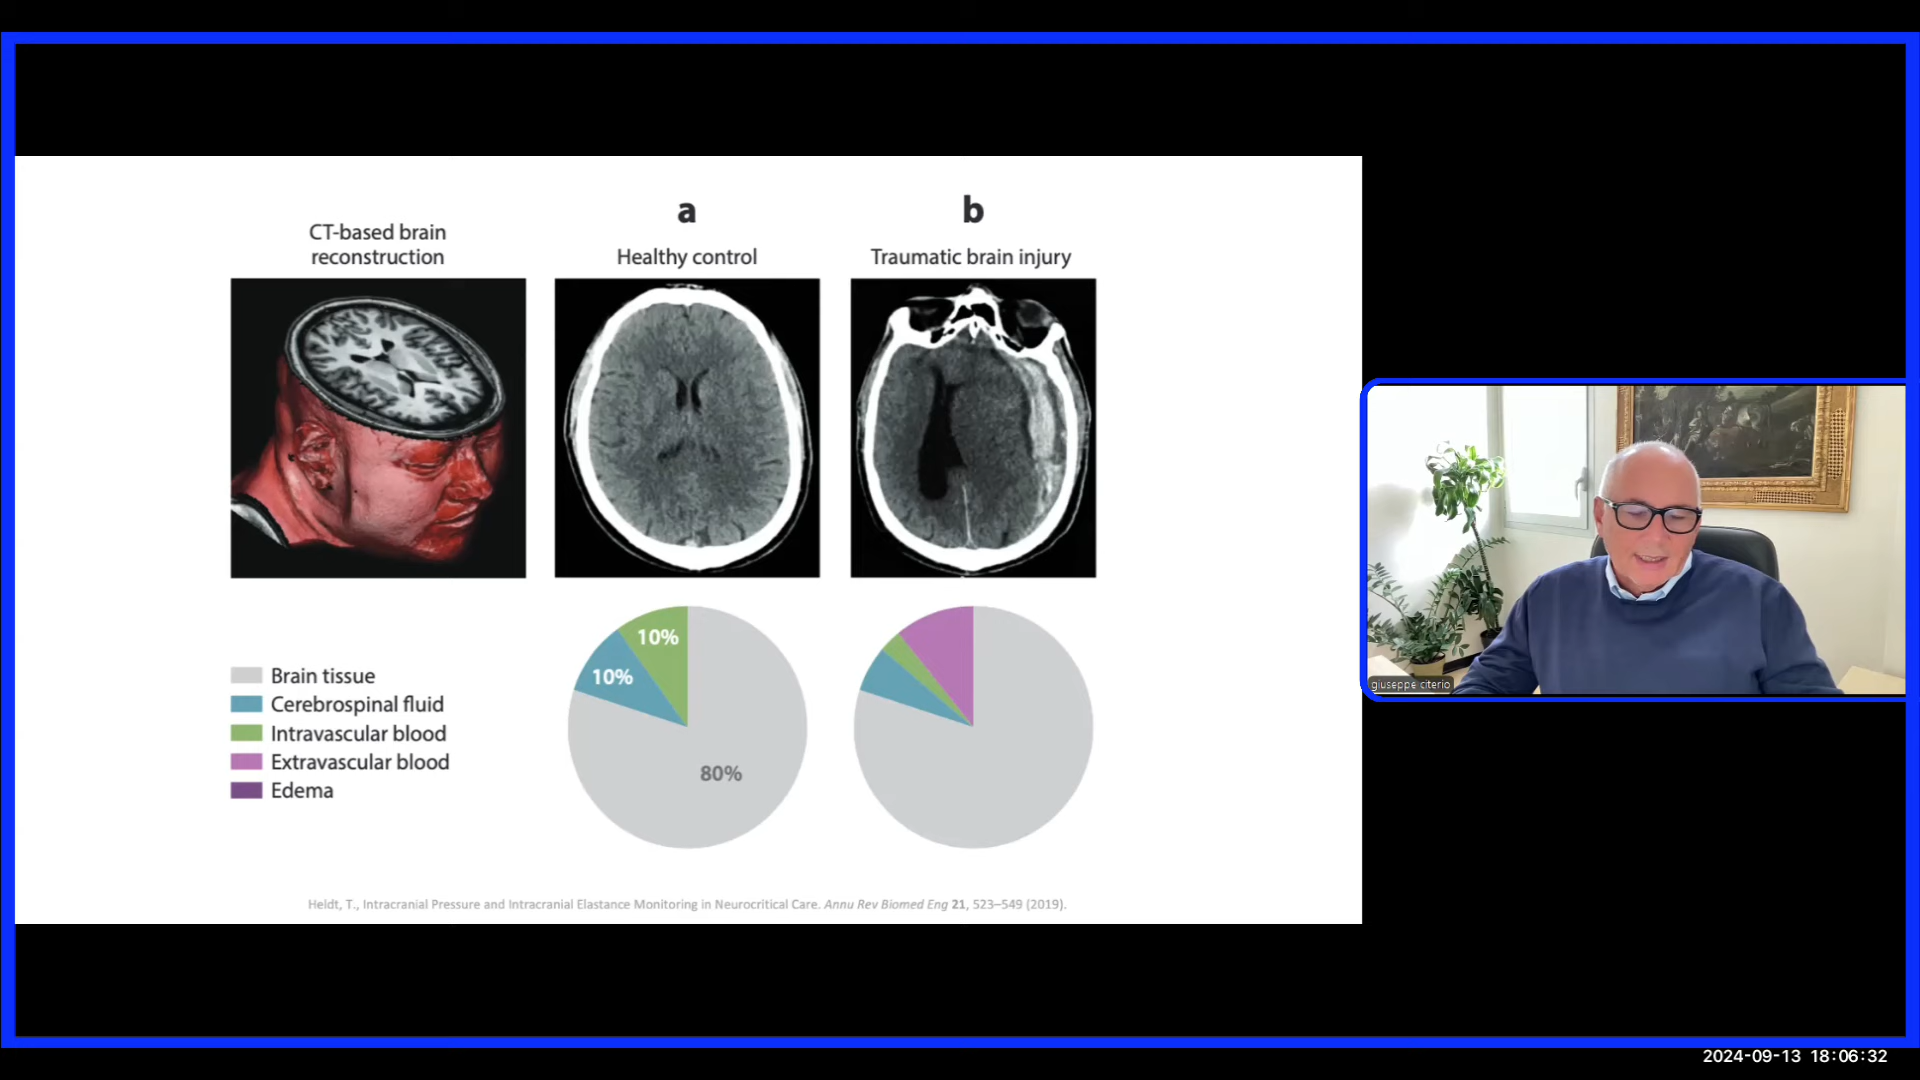 CT-based brain
reconstruction
a
Healthy control
b
Traumatic brain injury
Brain tissue
Cerebrospinal fluid
Intravascular blood
Extravascular blood
Edema
10%
10%
80%
Heldt, T., Intracranial Pressure and Intracranial Elastance Monitoring in Neurocritical Care. Annu Rev Biomed Eng 21, 523–549 (2019).
giuseppe citerio
2024-09-13 18:06:32